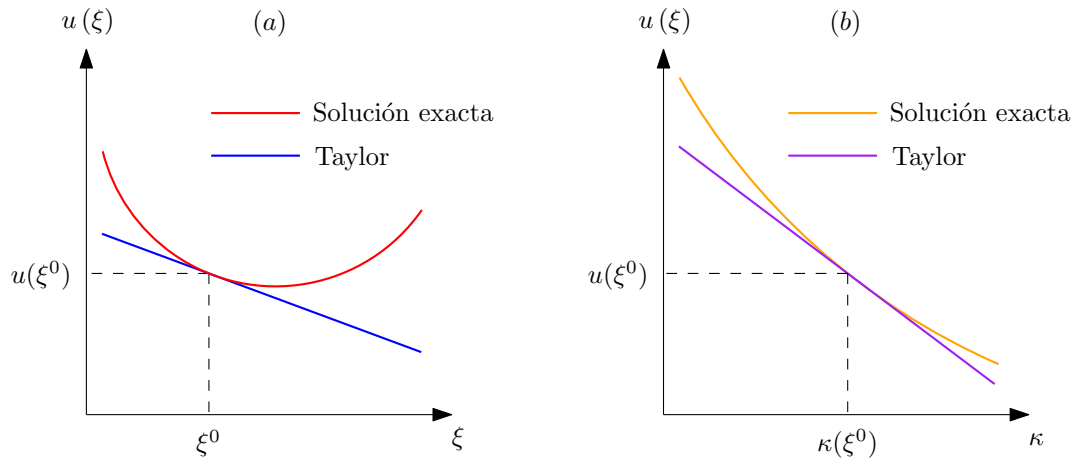 u (ξ)
(a)
Solución exacta
Taylor
u(ξ⁰)
ξ⁰
ξ
u(ξ)
(b)
Solución exacta
Taylor
u(ξ⁰)
κ(ξ⁰)
κ